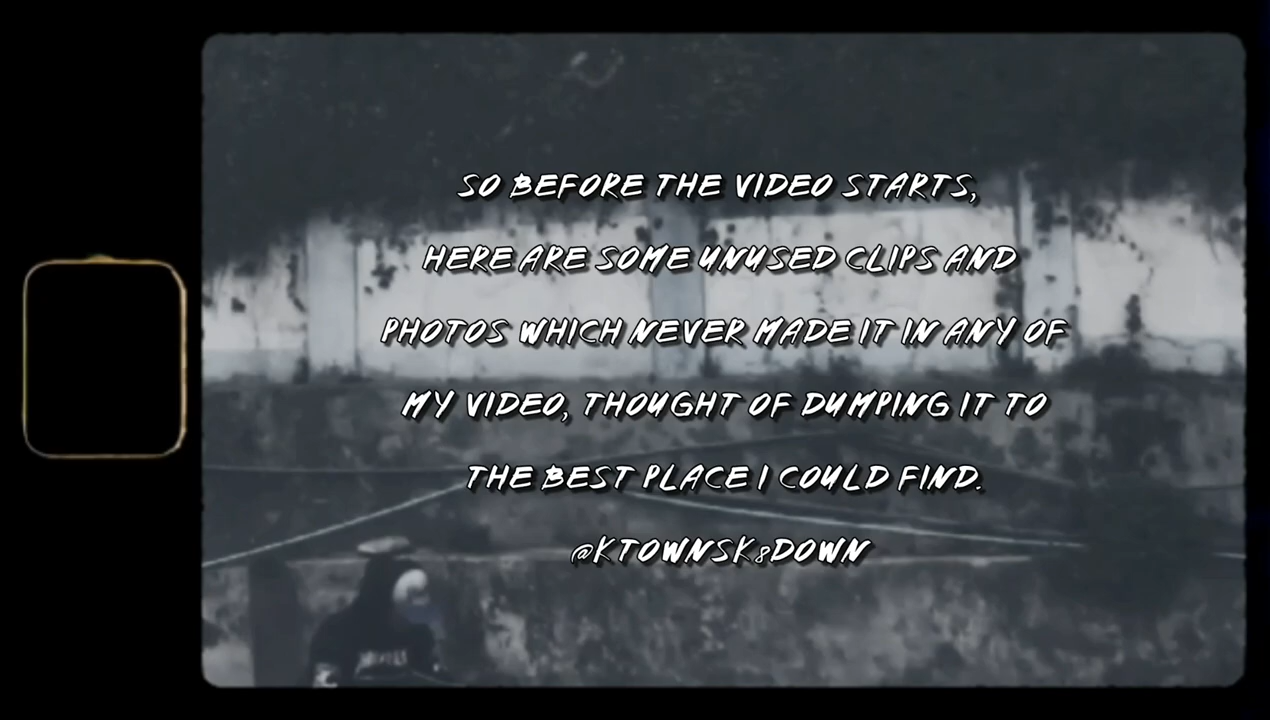 SO BEFORE THE VIDEO STARTS,
HERE ARE SOME UNUSED CLIPS AND
PHOTOS WHICH NEVER MADE IT IN ANY OF
MY VIDEO, THOUGHT OF DUMPING IT TO
THE BEST PLACE I COULD FIND.
@KTOWNSK8DOWN